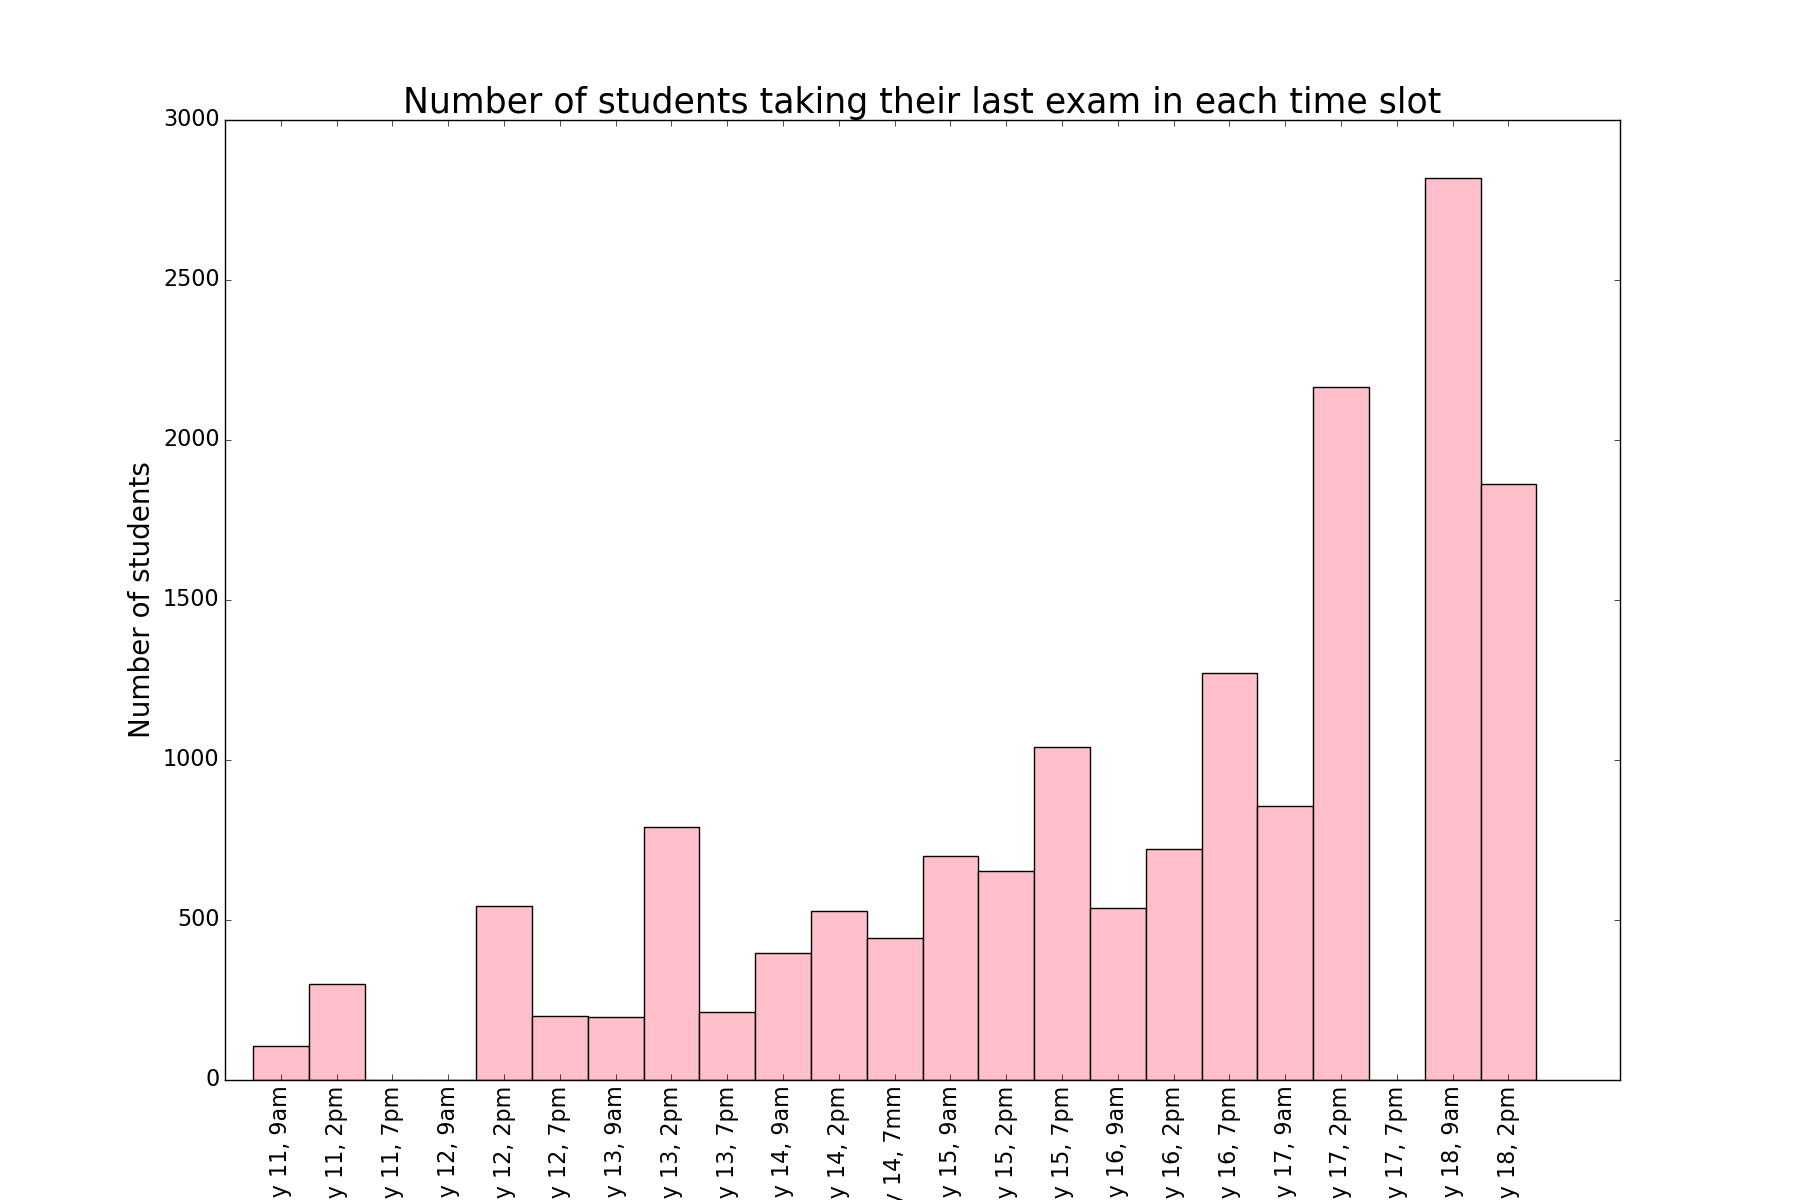 Number of students taking their last exam in each time slot
3000
2500
2000
1500
1000
500
0
Number of students
y 11, 9am
y 11, 2pm
y 11, 7pm
y 12, 9am
y 12, 2pm
y 12, 7pm
y 13, 9am
y 13, 2pm
y 13, 7pm
y 14, 9am
y 14, 2pm
y 14, 7mm
y 15, 9am
y 15, 2pm
y 15, 7pm
y 16, 9am
y 16, 2pm
y 16, 7pm
y 17, 9am
y 17, 2pm
y 17, 7pm
y 18, 9am
y 18, 2pm